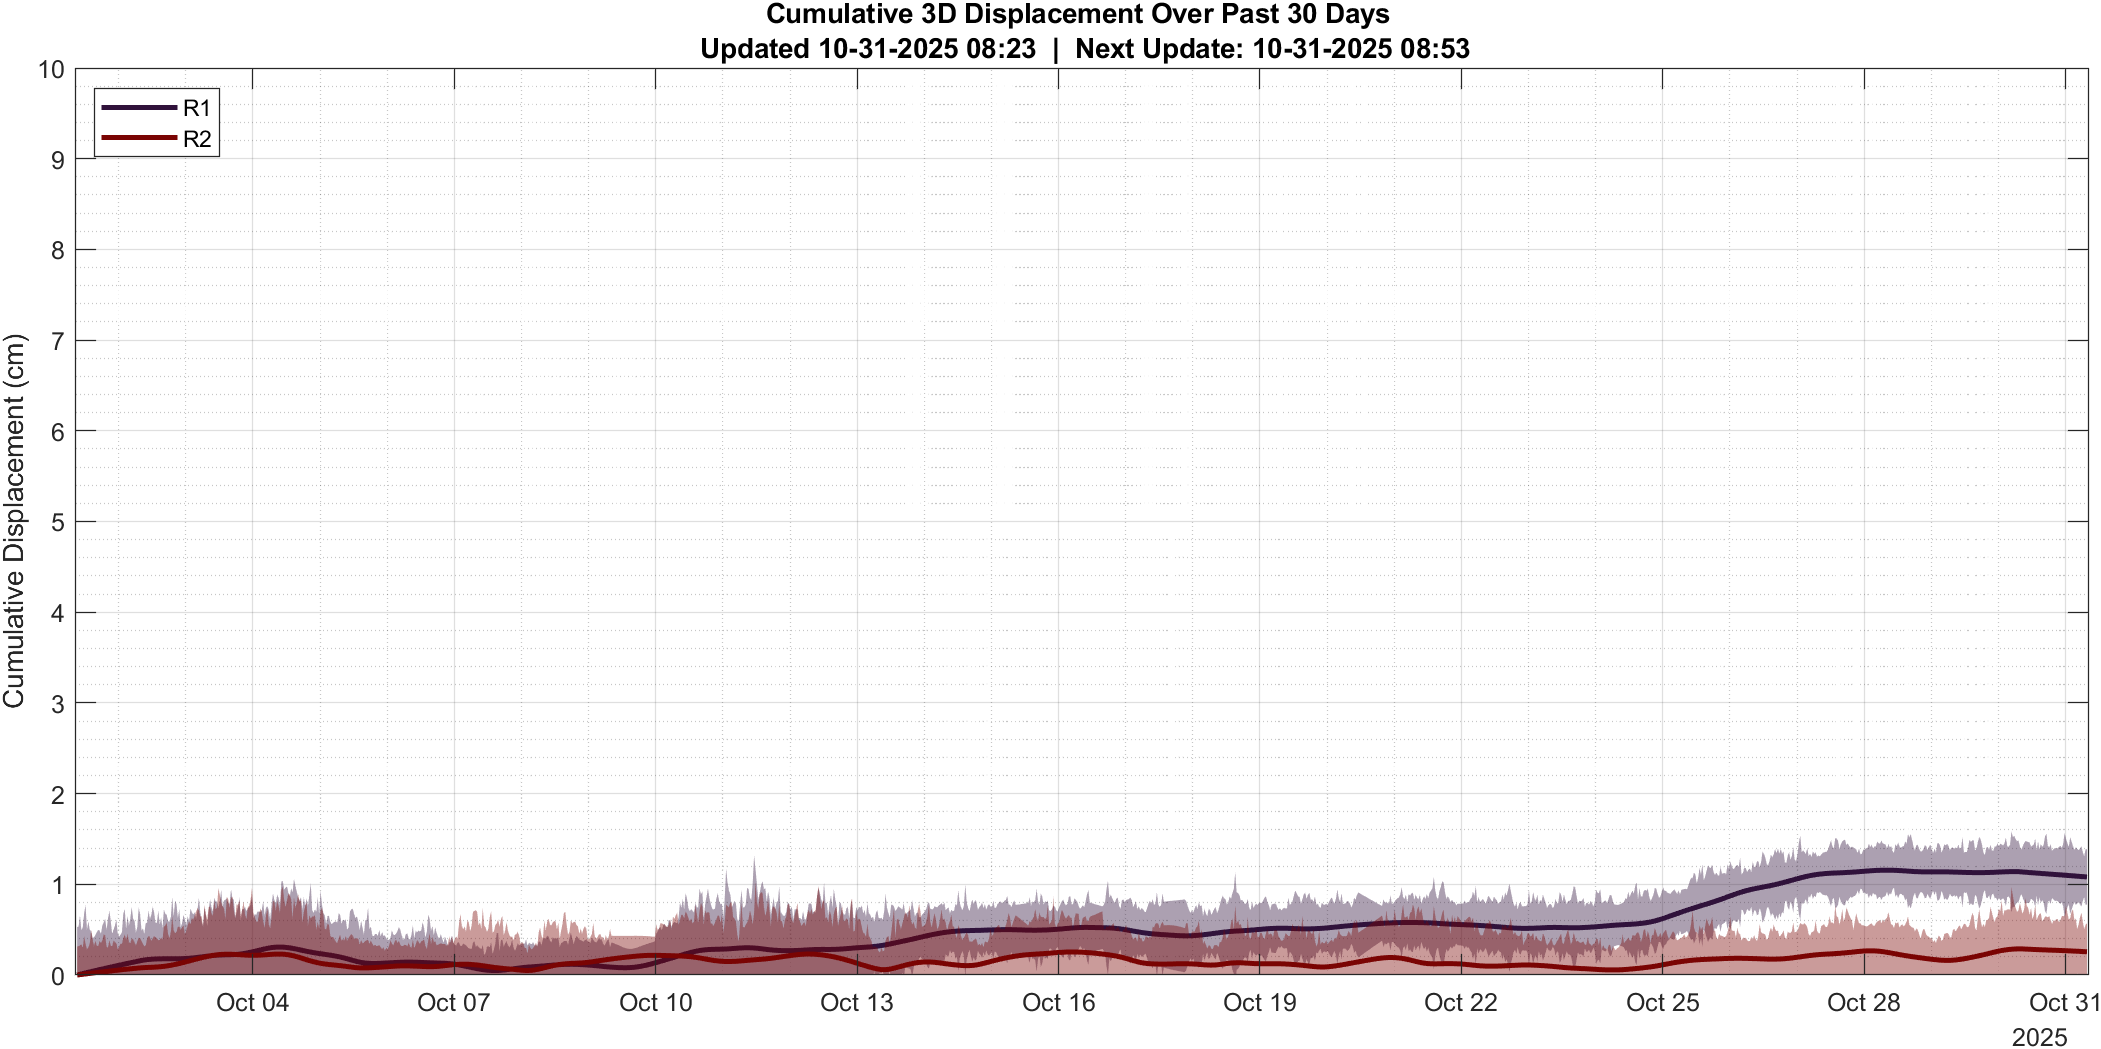 Cumulative 3D Displacement Over Past 30 Days
Updated 10-31-2025 08:23 | Next Update: 10-31-2025 08:53
R1
R2
Cumulative Displacement (cm)
10
9
8
7
6
5
4
3
2
1
0
Oct 04 Oct 07 Oct 10 Oct 13 Oct 16 Oct 19 Oct 22 Oct 25 Oct 28 Oct 31
2025